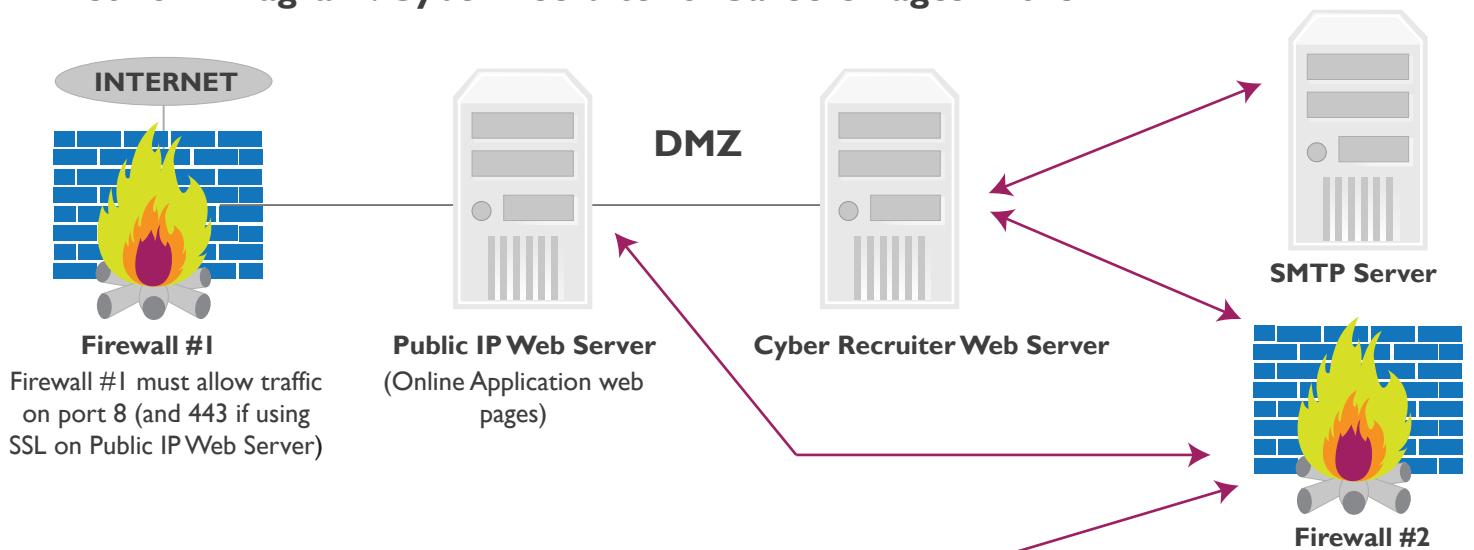 INTERNET
DMZ
SMTP Server
Firewall #1
Firewall #1 must allow traffic
on port 8 (and 443 if using
SSL on Public IP Web Server)
Public IP Web Server
(Online Application web
pages)
Cyber Recruiter Web Server
Firewall #2